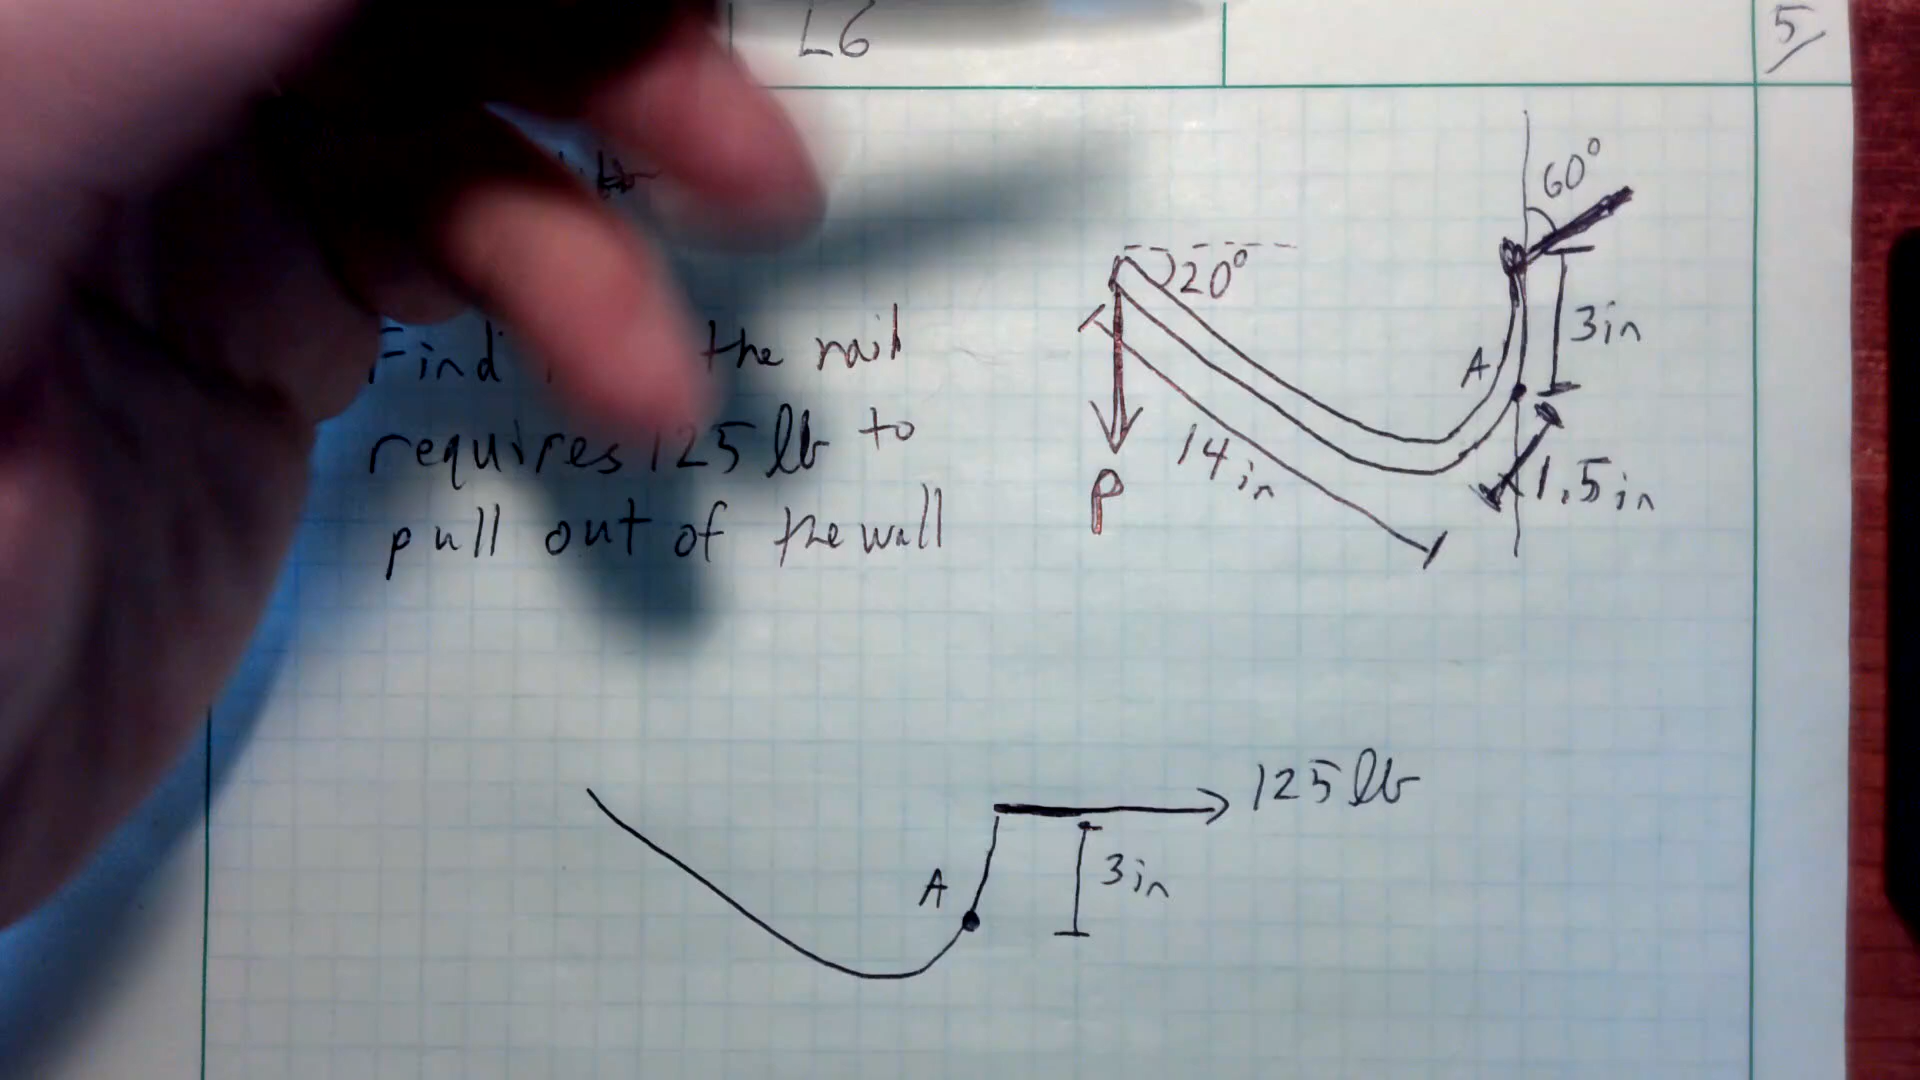 L6
5/
60°
20°
Find the nail
3in
A
requires 125 lb to
14in
1.5in
P
pull out of the wall
125 lb
A
3in